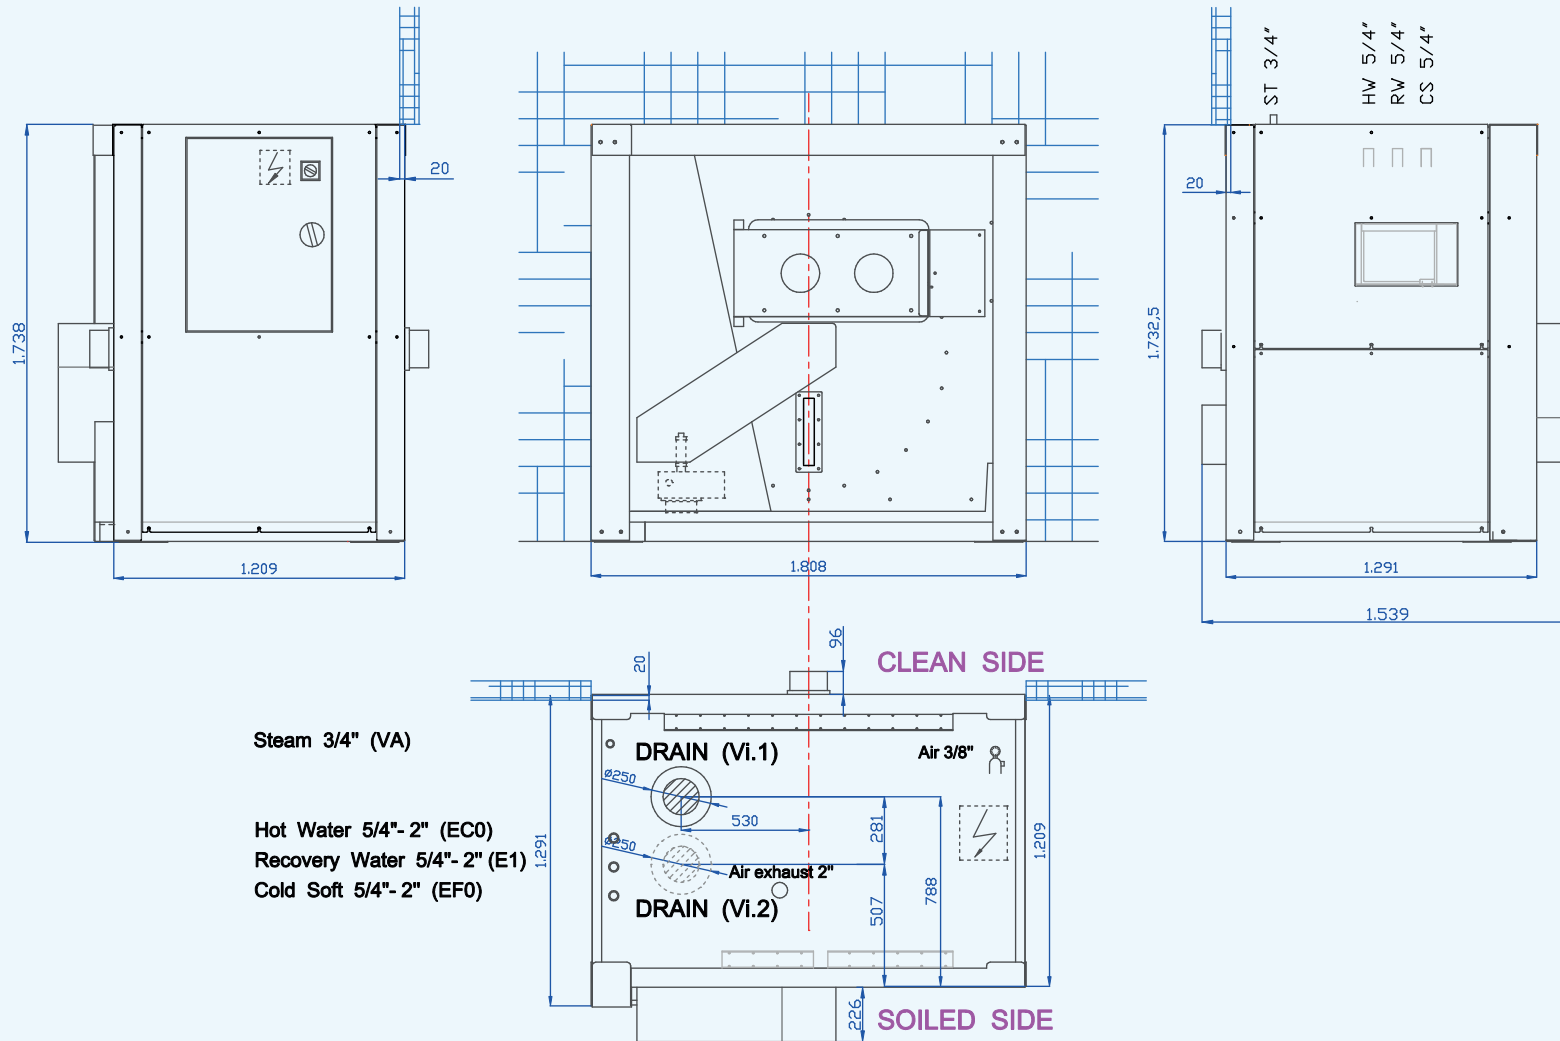 ST 3/4"
HW 5/4"
RW 5/4"
CS 5/4"
20
20
1.738
1.732,5
1.209
1.808
1.291
1.539
96
20
CLEAN SIDE
Steam 3/4" (VA)
DRAIN (Vi.1)
Air 3/8"
ø250
530
281
Hot Water 5/4"- 2" (EC0)
1.291
1.209
ø250
Recovery Water 5/4"- 2" (E1)
Air exhaust 2"
Cold Soft 5/4"- 2" (EF0)
788
507
DRAIN (Vi.2)
226
SOILED SIDE